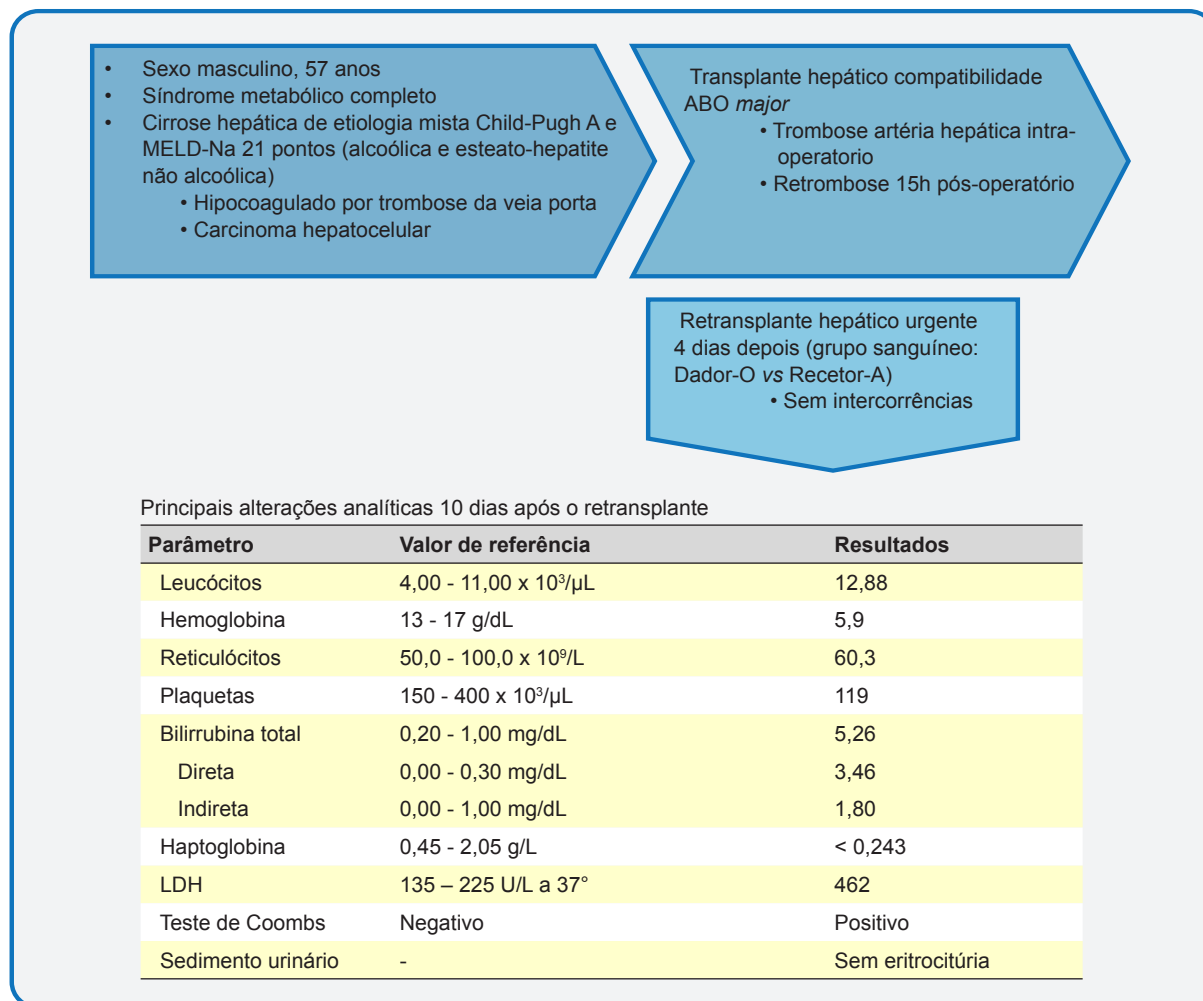 • Sexo masculino, 57 anos
• Síndrome metabólico completo
• Cirrose hepática de etiologia mista Child-Pugh A e
MELD-Na 21 pontos (alcoólica e esteato-hepatite
não alcoólica)
• Hipocoagulado por trombose da veia porta
• Carcinoma hepatocelular
Transplante hepático compatibilidade
ABO major
• Trombose artéria hepática intra-
operatorio
• Retrombose 15h pós-operatório
Retransplante hepático urgente
4 dias depois (grupo sanguíneo:
Dador-O vs Recetor-A)
• Sem intercorrências
Principais alterações analíticas 10 dias após o retransplante
Parâmetro Valor de referência Resultados
Leucócitos 4,00 - 11,00 x 10³/µL 12,88
Hemoglobina 13 - 17 g/dL 5,9
Reticulócitos 50,0 - 100,0 x 10⁹/L 60,3
Plaquetas 150 - 400 x 10³/µL 119
Bilirrubina total 0,20 - 1,00 mg/dL 5,26
Direta 0,00 - 0,30 mg/dL 3,46
Indireta 0,00 - 1,00 mg/dL 1,80
Haptoglobina 0,45 - 2,05 g/L < 0,243
LDH 135 – 225 U/L a 37° 462
Teste de Coombs Negativo Positivo
Sedimento urinário - Sem eritrocitúria